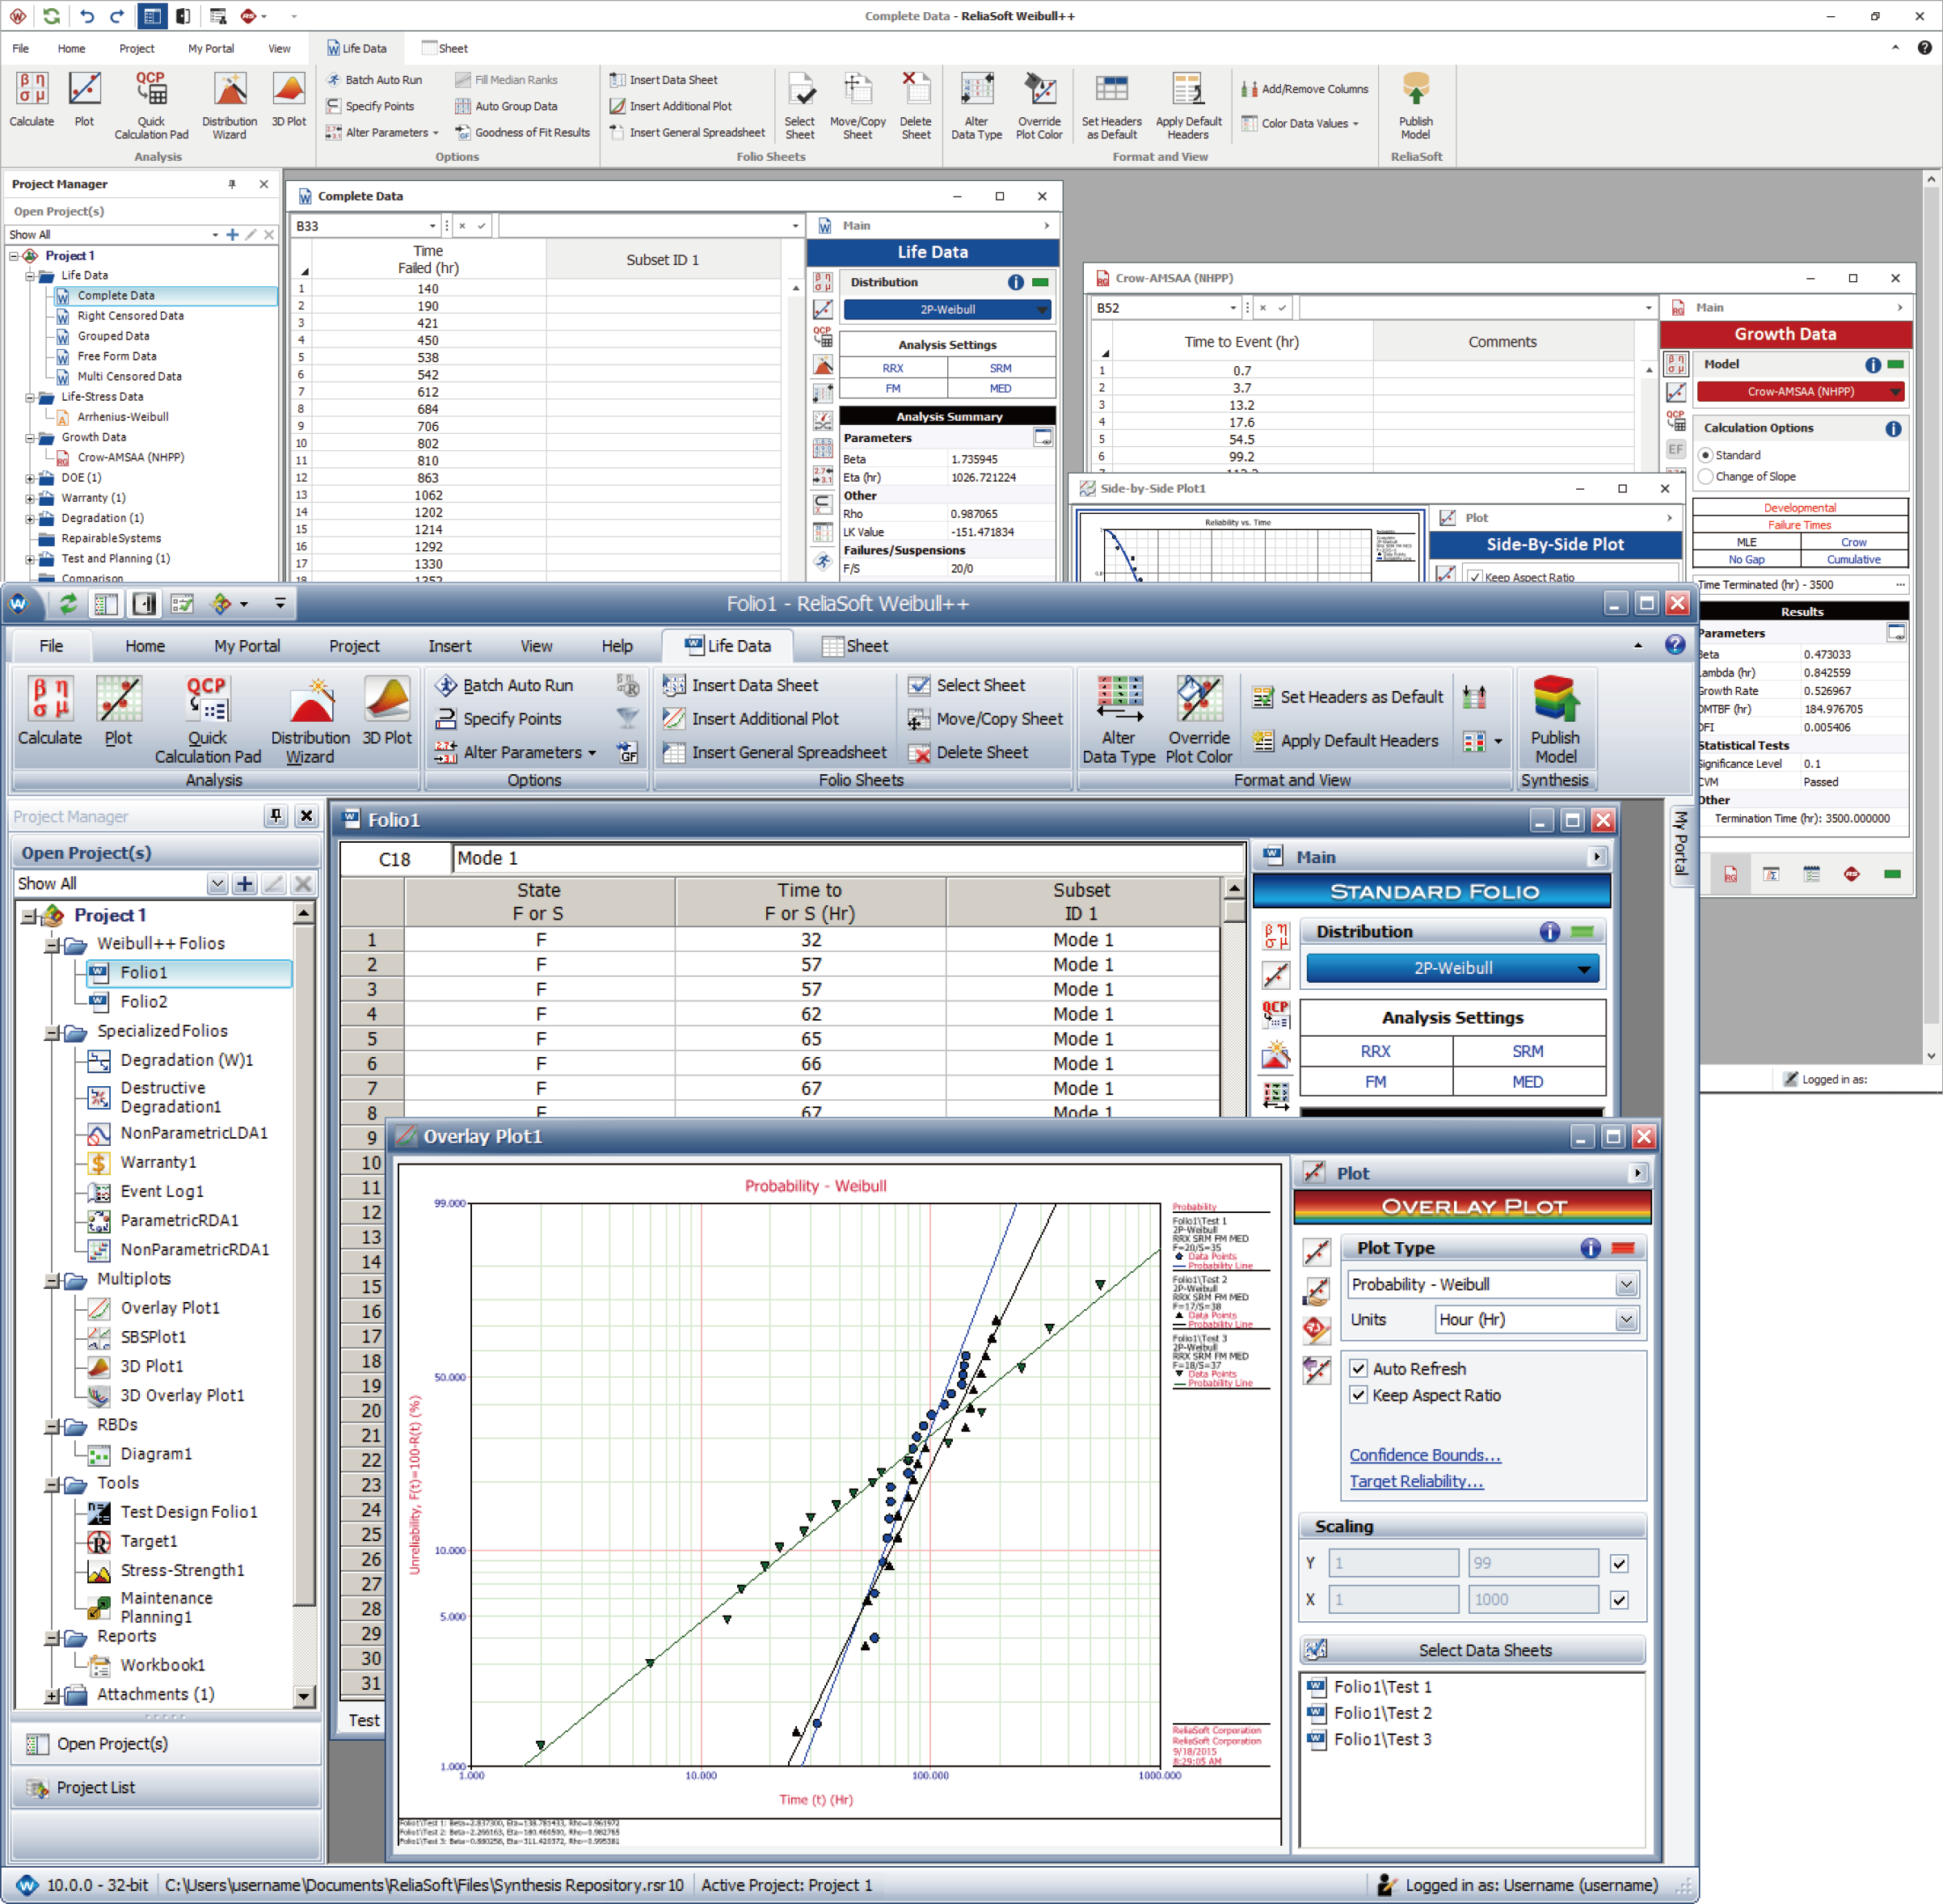 Complete Data - ReliaSoft Weibull++
File Home Project My Portal View Life Data Sheet
Calculate
Plot
Quick
Calculation Pad
Distribution
Wizard
3D Plot
Analysis
Batch Auto Run
Specify Points
Alter Parameters
Fill Median Ranks
Auto Group Data
Goodness of Fit Results
Options
Insert Data Sheet
Insert Additional Plot
Insert General Spreadsheet
Select
Sheet
Move/Copy
Sheet
Delete
Sheet
Folio Sheets
Alter
Data Type
Override
Plot Color
Set Headers
as Default
Apply Default
Headers
Add/Remove Columns
Color Data Values
Format and View
Publish
Model
ReliaSoft
Project Manager
Open Project(s)
Show All
Project 1
Life Data
Complete Data
Right Censored Data
Grouped Data
Free Form Data
Multi Censored Data
Life-Stress Data
Arrhenius-Weibull
Growth Data
Crow-AMSAA (NHPP)
DOE (1)
Warranty (1)
Degradation (1)
Repairable Systems
Test and Planning (1)
Comparison
Complete Data
B33
Time
Failed (hr)
Subset ID 1
1 140
2 190
3 421
4 450
5 538
6 542
7 612
8 684
9 706
10 802
11 810
12 863
13 1062
14 1202
15 1214
16 1292
17 1330
18 1352
Main
Life Data
Distribution
2P-Weibull
QCP
Analysis Settings
RRX SRM
FM MED
Analysis Summary
Parameters
Beta 1.735945
Eta (hr) 1026.721224
Other
Rho 0.987065
LK Value -151.471834
Failures/Suspensions
F/S 20/0
Crow-AMSAA (NHPP)
B52
Time to Event (hr) Comments
1 0.7
2 3.7
3 13.2
4 17.6
5 54.5
6 99.2
Main
Growth Data
Model
Crow-AMSAA (NHPP)
QCP
EF
Calculation Options
Standard
Change of Slope
Developmental
Failure Times
MLE Crow
No Gap Cumulative
Time Terminated (hr) - 3500 ...
Results
Parameters
Beta 0.473033
Lambda (hr) 0.842559
Growth Rate 0.526967
DMTBF (hr) 184.976705
DFI 0.005406
Statistical Tests
Significance Level 0.1
CVM Passed
Other
Termination Time (hr): 3500.000000
Logged in as:
Side-by-Side Plot1
Reliability vs. Time
Plot
Side-By-Side Plot
Keep Aspect Ratio
Folio1 - ReliaSoft Weibull++
File Home My Portal Project Insert View Help Life Data Sheet
Calculate
Plot
QCP
Quick
Calculation Pad
Distribution
Wizard
3D Plot
Analysis
Batch Auto Run
Specify Points
Alter Parameters
GF
Options
Insert Data Sheet
Insert Additional Plot
Insert General Spreadsheet
Select Sheet
Move/Copy Sheet
Delete Sheet
Folio Sheets
Alter
Data Type
Override
Plot Color
Set Headers as Default
Apply Default Headers
Format and View
Publish
Model
Synthesis
Project Manager
Open Project(s)
Show All
Project 1
Weibull++ Folios
Folio1
Folio2
Specialized Folios
Degradation (W)1
Destructive
Degradation1
NonParametricLDA1
Warranty1
Event Log1
ParametricRDA1
NonParametricRDA1
Multiplots
Overlay Plot1
SBSPlot1
3D Plot1
3D Overlay Plot1
RBDs
Diagram1
Tools
Test Design Folio1
Target1
Stress-Strength1
Maintenance
Planning1
Reports
Workbook1
Attachments (1)
Open Project(s)
Project List
Folio1
C18 Mode 1
State
F or S
Time to
F or S (Hr)
Subset
ID 1
1 F 32 Mode 1
2 F 57 Mode 1
3 F 57 Mode 1
4 F 62 Mode 1
5 F 65 Mode 1
6 F 66 Mode 1
7 F 67 Mode 1
8 F 67 Mode 1
9
10
11
12
13
14
15
16
17
18
19
20
21
22
23
24
25
26
27
28
29
30
31
Test
Main
STANDARD FOLIO
Distribution
2P-Weibull
QCP
Analysis Settings
RRX SRM
FM MED
My Portal
Overlay Plot1
Probability - Weibull
99.000
50.000
10.000
5.000
1.000
Unreliability, F(t)=100-R(t) (%)
1.000 10.000 100.000 1000.000
Time (t) (Hr)
Probability
Folio1\Test 1
2P-Weibull
RRX SRM FM MED
F=20/S=35
Data Points
Probability Line
Folio1\Test 2
2P-Weibull
RRX SRM FM MED
F=17/S=38
Data Points
Probability Line
Folio1\Test 3
2P-Weibull
RRX SRM FM MED
F=18/S=37
Data Points
Probability Line
ReliaSoft Corporation
ReliaSoft Corporation
9/18/2015
8:29:05 AM
Plot
OVERLAY PLOT
Plot Type
Probability - Weibull
Units Hour (Hr)
Auto Refresh
Keep Aspect Ratio
Confidence Bounds...
Target Reliability...
Scaling
Y 1 99
X 1 1000
Select Data Sheets
Folio1\Test 1
Folio1\Test 2
Folio1\Test 3
10.0.0 - 32-bit C:\Users\username\Documents\ReliaSoft\Files\Synthesis Repository.rsr10 Active Project: Project 1 Logged in as: Username (username)